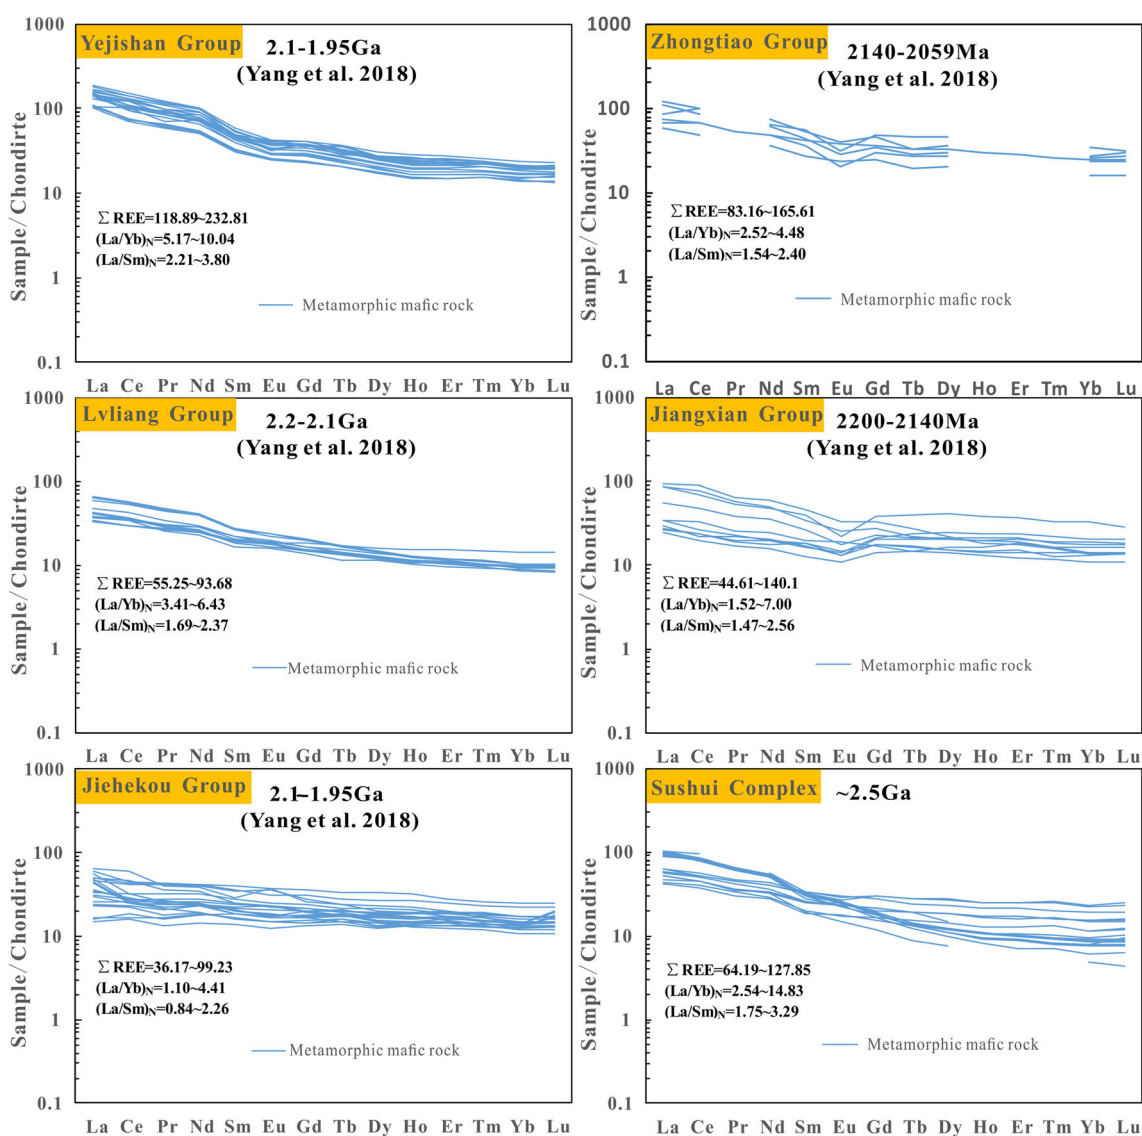 Yejishan Group
2.1-1.95Ga
(Yang et al. 2018)
Sample/Chondirte
1000
100
10
1
0.1
∑REE=118.89~232.81
(La/Yb)N=5.17~10.04
(La/Sm)N=2.21~3.80
Metamorphic mafic rock
La Ce Pr Nd Sm Eu Gd Tb Dy Ho Er Tm Yb Lu
Zhongtiao Group
2140-2059Ma
(Yang et al. 2018)
Sample/Chondirte
1000
100
10
1
0.1
∑REE=83.16~165.61
(La/Yb)N=2.52~4.48
(La/Sm)N=1.54~2.40
Metamorphic mafic rock
La Ce Pr Nd Sm Eu Gd Tb Dy Ho Er Tm Yb Lu
Lvliang Group
2.2-2.1Ga
(Yang et al. 2018)
Sample/Chondirte
1000
100
10
1
0.1
∑REE=55.25~93.68
(La/Yb)N=3.41~6.43
(La/Sm)N=1.69~2.37
Metamorphic mafic rock
La Ce Pr Nd Sm Eu Gd Tb Dy Ho Er Tm Yb Lu
Jiangxian Group
2200-2140Ma
(Yang et al. 2018)
Sample/Chondirte
1000
100
10
1
0.1
∑REE=44.61~140.1
(La/Yb)N=1.52~7.00
(La/Sm)N=1.47~2.56
Metamorphic mafic rock
La Ce Pr Nd Sm Eu Gd Tb Dy Ho Er Tm Yb Lu
Jiehekou Group
2.1-1.95Ga
(Yang et al. 2018)
Sample/Chondirte
1000
100
10
1
0.1
∑REE=36.17~99.23
(La/Yb)N=1.10~4.41
(La/Sm)N=0.84~2.26
Metamorphic mafic rock
La Ce Pr Nd Sm Eu Gd Tb Dy Ho Er Tm Yb Lu
Sushui Complex
~2.5Ga
Sample/Chondirte
1000
100
10
1
0.1
∑REE=64.19~127.85
(La/Yb)N=2.54~14.83
(La/Sm)N=1.75~3.29
Metamorphic mafic rock
La Ce Pr Nd Sm Eu Gd Tb Dy Ho Er Tm Yb Lu